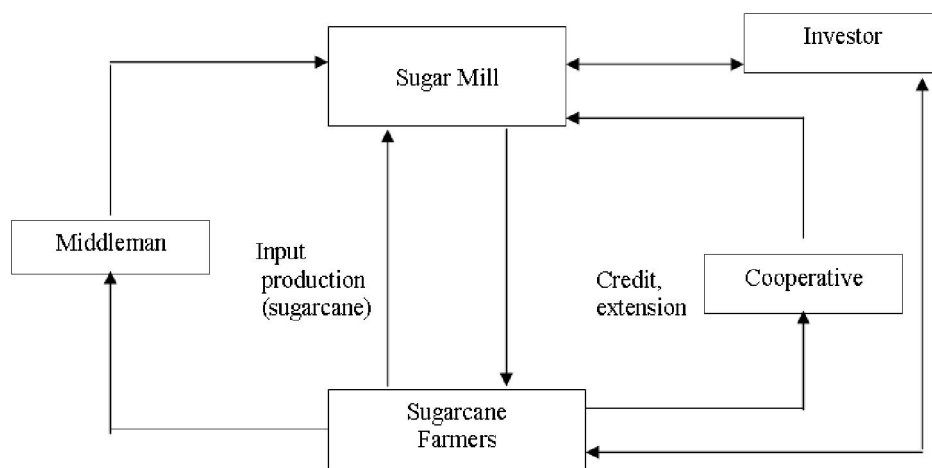 Investor
Sugar Mill
Middleman
Input
production
(sugarcane)
Credit,
extension
Cooperative
Sugarcane
Farmers